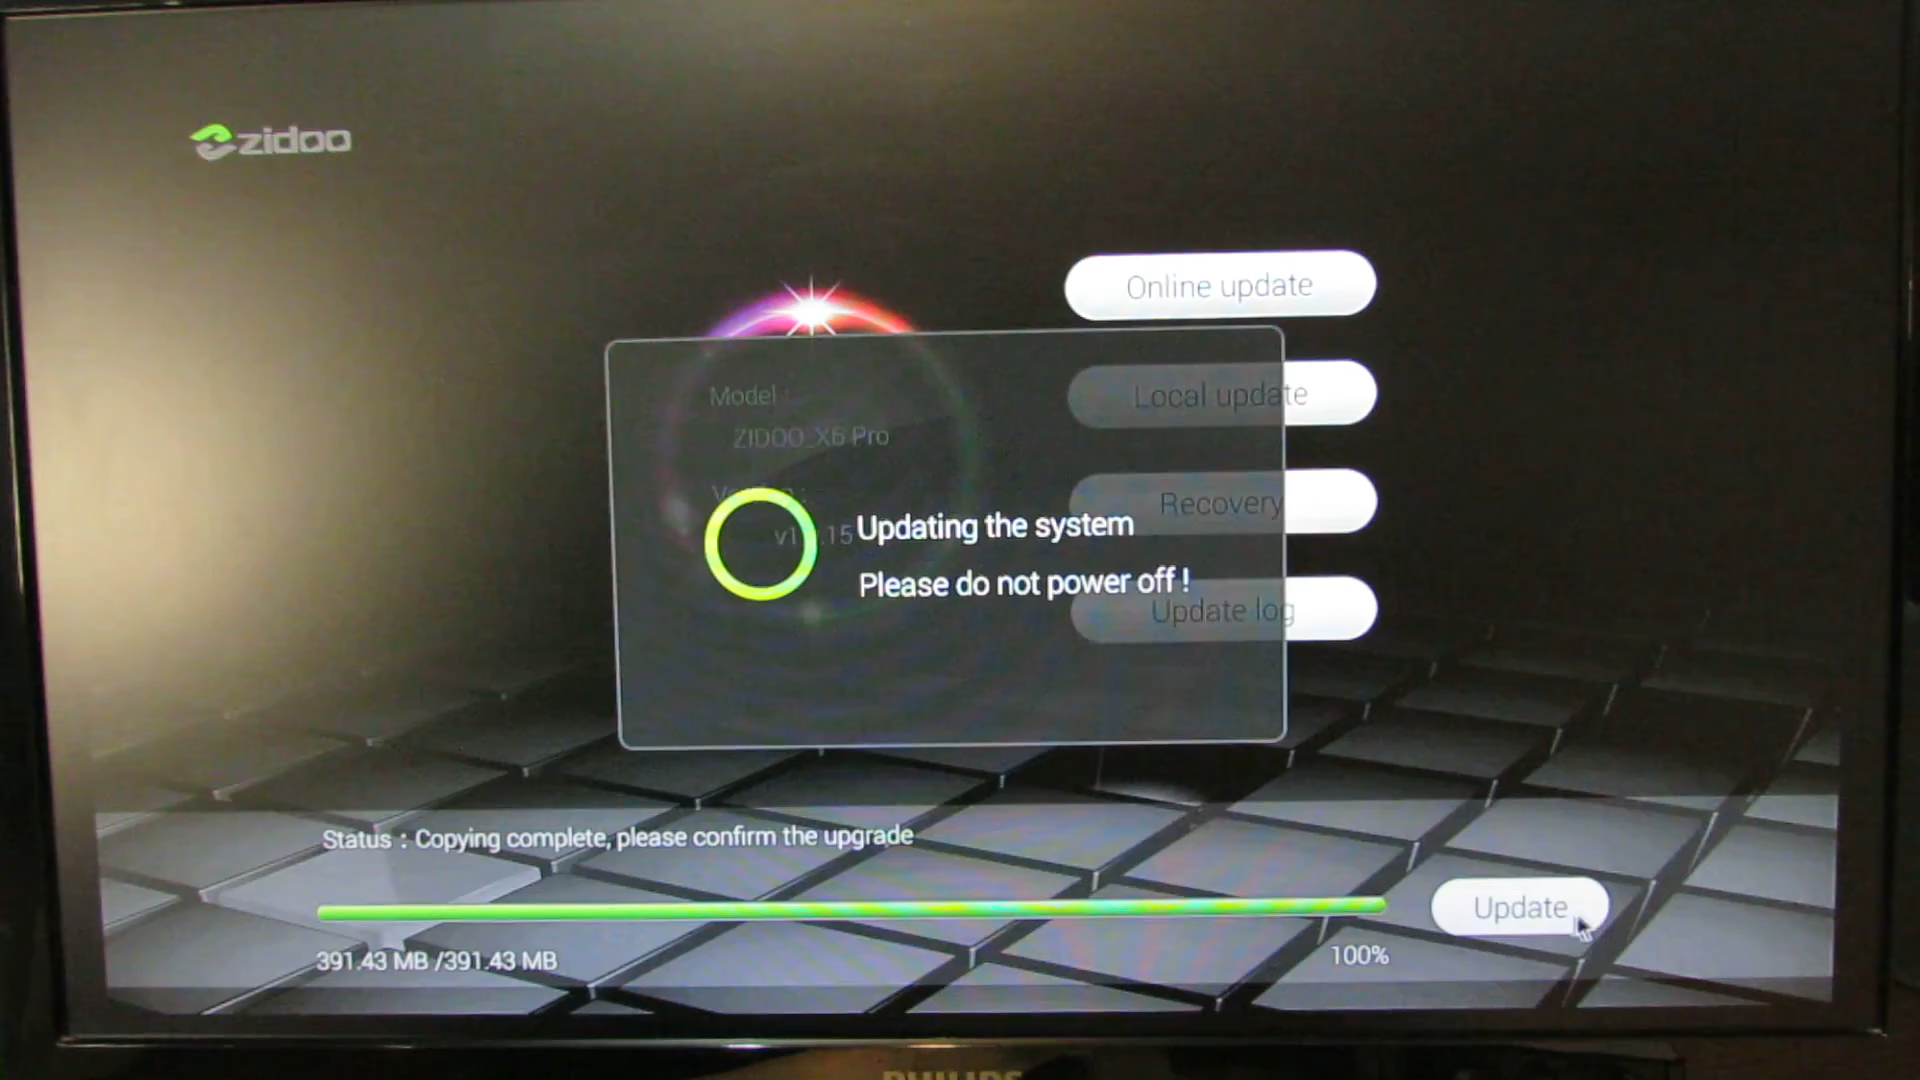 zidoo
Online update
Model :
Local update
ZIDOO_X6 Pro
Recovery
Updating the system
Please do not power off !
Update log
Status : Copying complete, please confirm the upgrade
Update
391.43 MB /391.43 MB
100%
PHILIPS